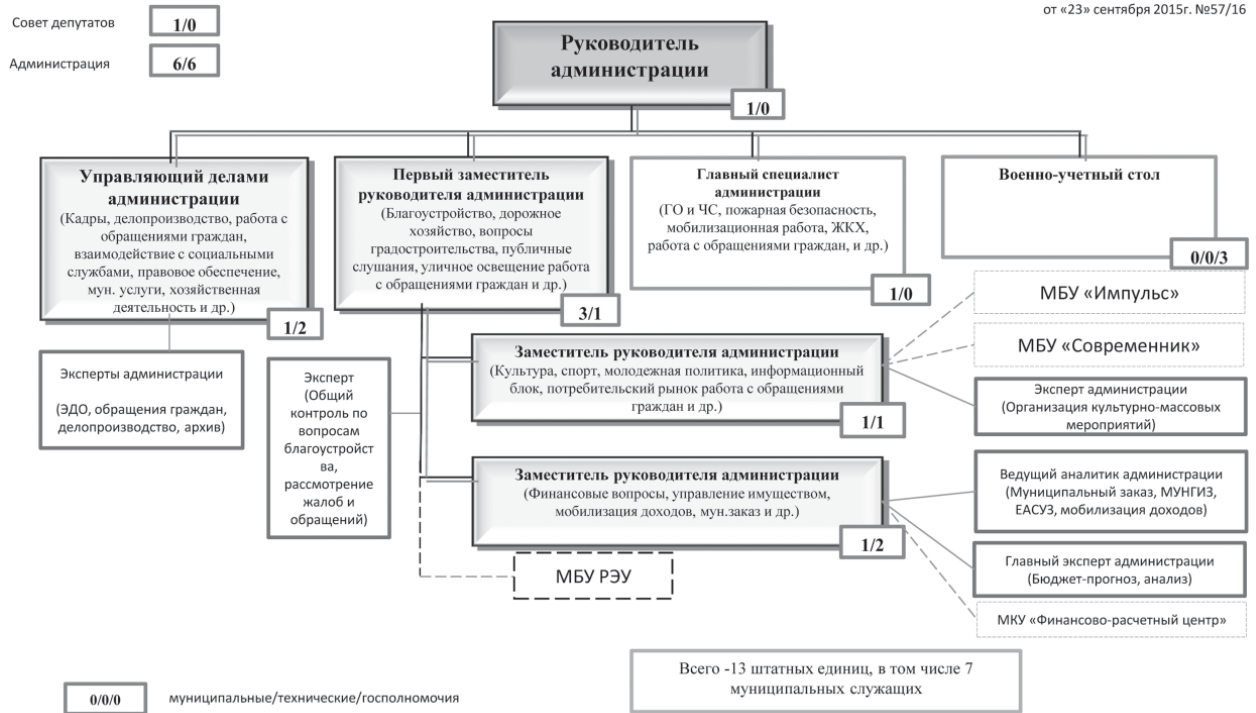 от «23» сентября 2015г. №57/16
Совет депутатов
1/0
Администрация
6/6
Руководитель
администрации
1/0
Управляющий делами
администрации
(Кадры, делопроизводство, работа с
обращениями граждан,
взаимодействие с социальными
службами, правовое обеспечение,
мун. услуги, хозяйственная
деятельность и др.)
1/2
Первый заместитель
руководителя администрации
(Благоустройство, дорожное
хозяйство, вопросы
градостроительства, публичные
слушания, уличное освещение работа
с обращениями граждан и др.)
3/1
Главный специалист
администрации
(ГО и ЧС, пожарная безопасность,
мобилизационная работа, ЖКХ,
работа с обращениями граждан, и др.)
1/0
Военно-учетный стол
0/0/3
Эксперты администрации
(ЭДО, обращения граждан,
делопроизводство, архив)
Эксперт
(Общий
контроль по
вопросам
благоустройст
ва,
рассмотрение
жалоб и
обращений)
Заместитель руководителя администрации
(Культура, спорт, молодежная политика, информационный
блок, потребительский рынок работа с обращениями
граждан и др.)
1/1
Заместитель руководителя администрации
(Финансовые вопросы, управление имуществом,
мобилизация доходов, мун.заказ и др.)
1/2
МБУ РЭУ
МБУ «Импульс»
МБУ «Современник»
Эксперт администрации
(Организация культурно-массовых
мероприятий)
Ведущий аналитик администрации
(Муниципальный заказ, МУНГИЗ,
ЕАСУЗ, мобилизация доходов)
Главный эксперт администрации
(Бюджет-прогноз, анализ)
МКУ «Финансово-расчетный центр»
Всего -13 штатных единиц, в том числе 7
муниципальных служащих
0/0/0
муниципальные/технические/госполномочия